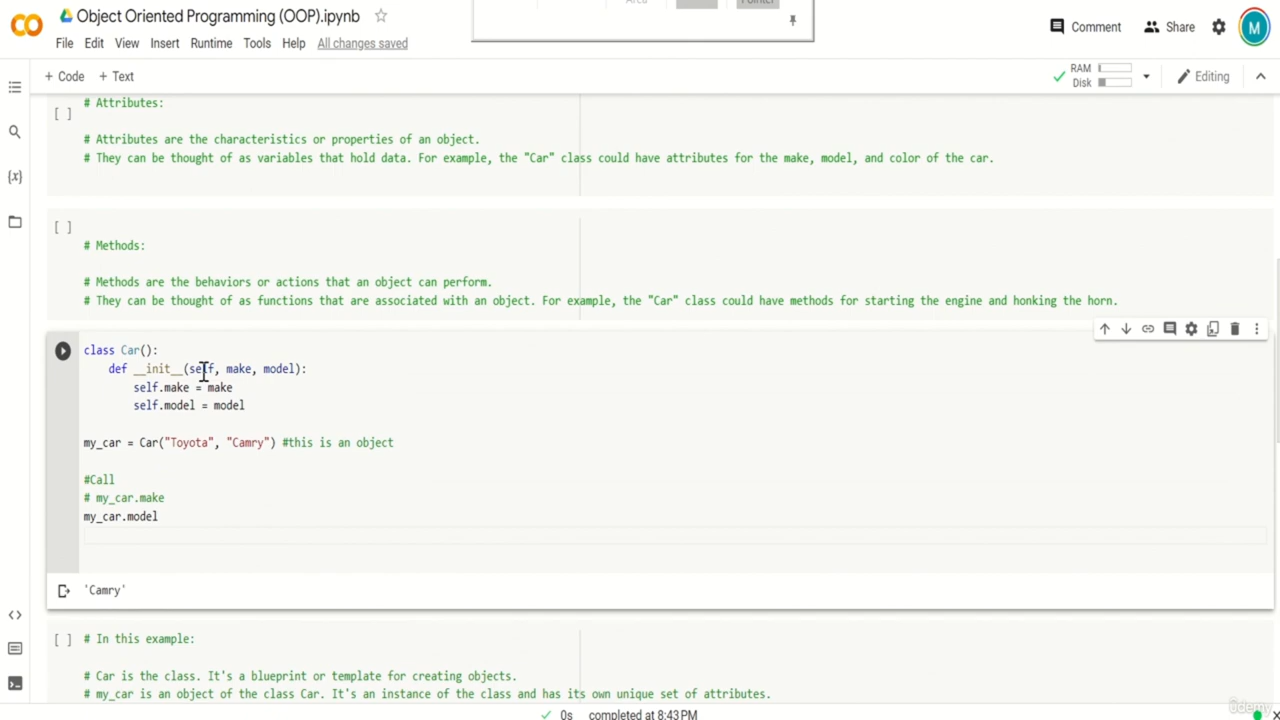 Object Oriented Programming (OOP).ipynb
File Edit View Insert Runtime Tools Help All changes saved
Comment Share M
+ Code + Text
RAM
Disk
Editing
# Attributes:
[ ]
# Attributes are the characteristics or properties of an object.
# They can be thought of as variables that hold data. For example, the "Car" class could have attributes for the make, model, and color of the car.
[ ]
# Methods:
# Methods are the behaviors or actions that an object can perform.
# They can be thought of as functions that are associated with an object. For example, the "Car" class could have methods for starting the engine and honking the horn.
class Car():
def __init__(self, make, model):
self.make = make
self.model = model
my_car = Car("Toyota", "Camry") #this is an object
#Call
# my_car.make
my_car.model
'Camry'
[ ] # In this example:
# Car is the class. It's a blueprint or template for creating objects.
# my_car is an object of the class Car. It's an instance of the class and has its own unique set of attributes.
0s completed at 8:43 PM
udemy